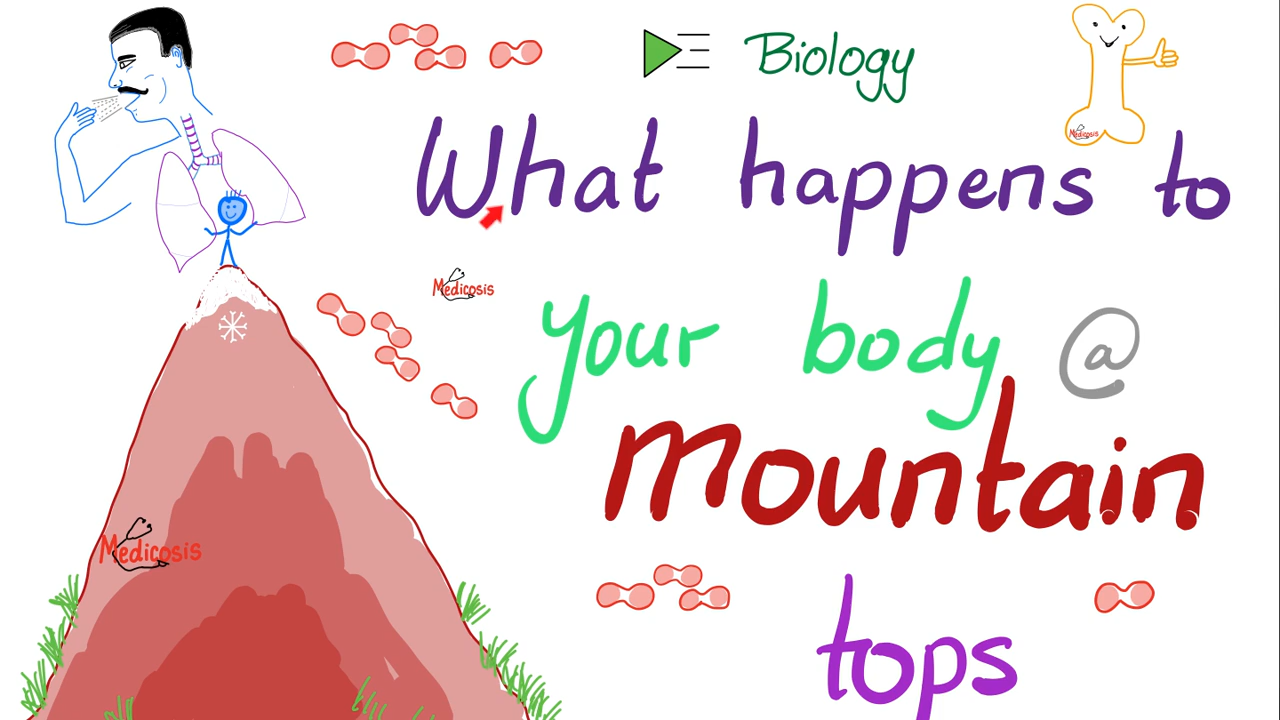 Biology
Medicosis
What happens to
Medicosis
your body @
mountain
Medicosis
tops